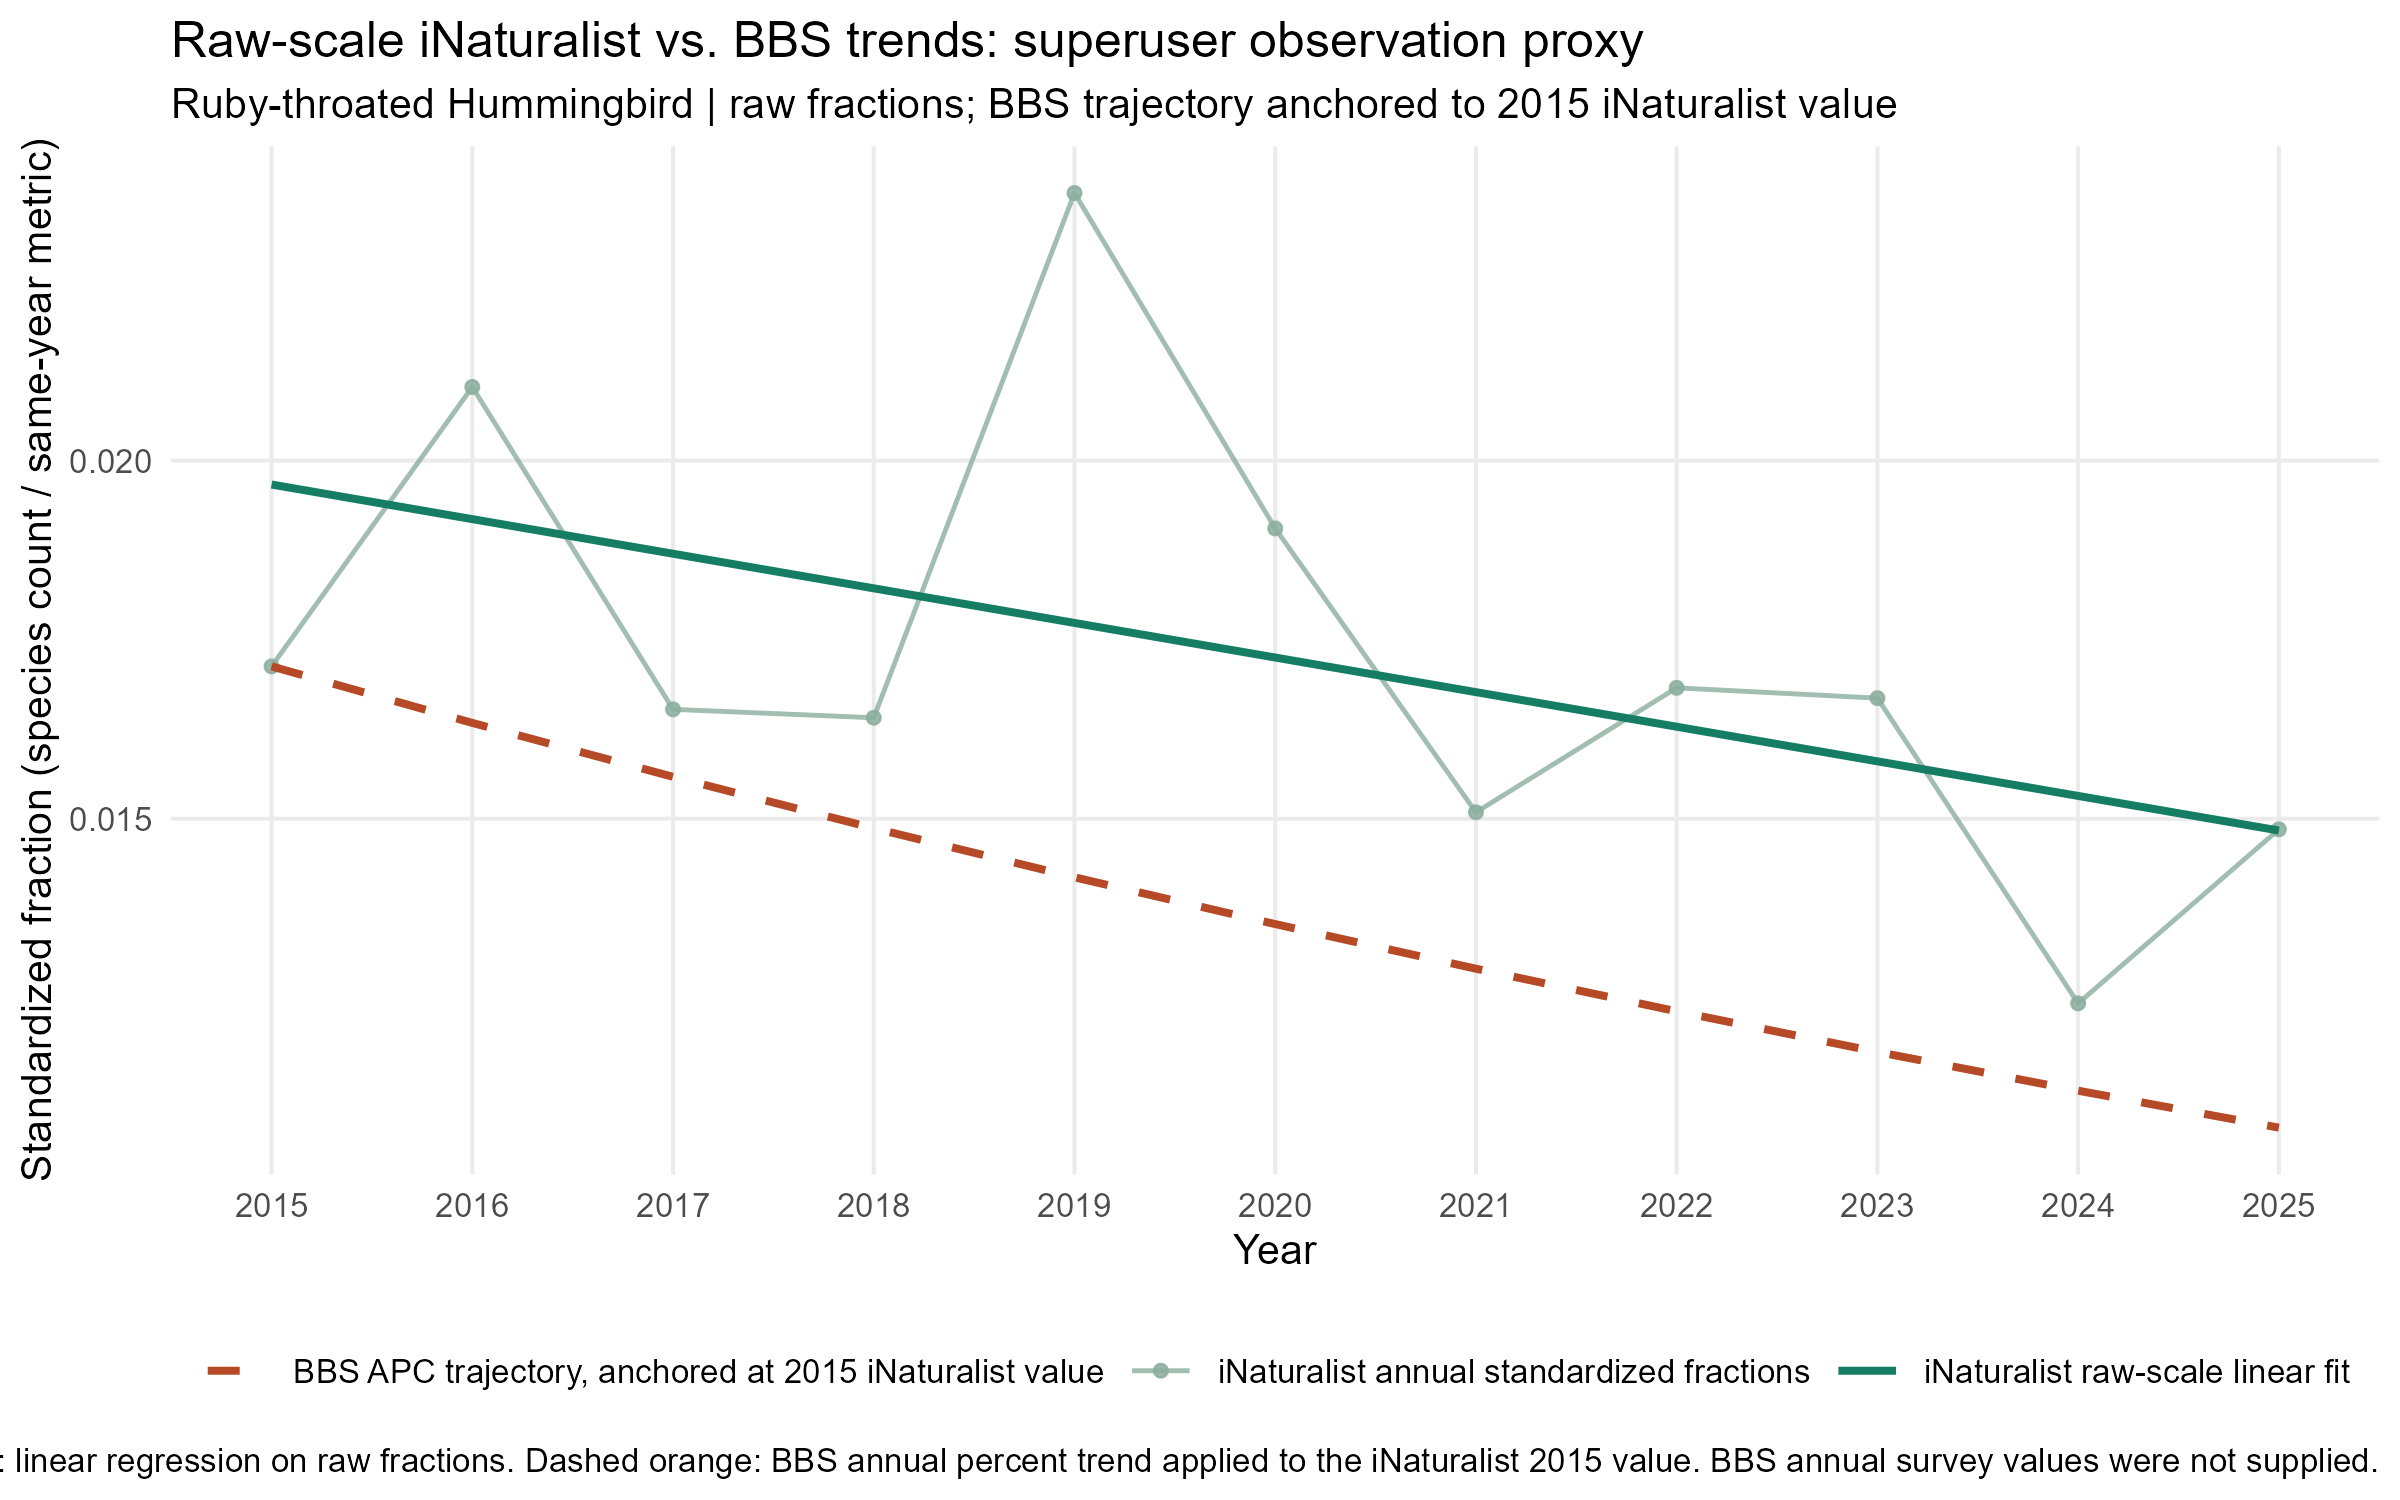 Raw-scale iNaturalist vs. BBS trends: superuser observation proxy
Ruby-throated Hummingbird | raw fractions; BBS trajectory anchored to 2015 iNaturalist value
Standardized fraction (species count / same-year metric)
0.020
0.015
2015 2016 2017 2018 2019 2020 2021 2022 2023 2024 2025
Year
BBS APC trajectory, anchored at 2015 iNaturalist value iNaturalist annual standardized fractions iNaturalist raw-scale linear fit
: linear regression on raw fractions. Dashed orange: BBS annual percent trend applied to the iNaturalist 2015 value. BBS annual survey values were not supplied.